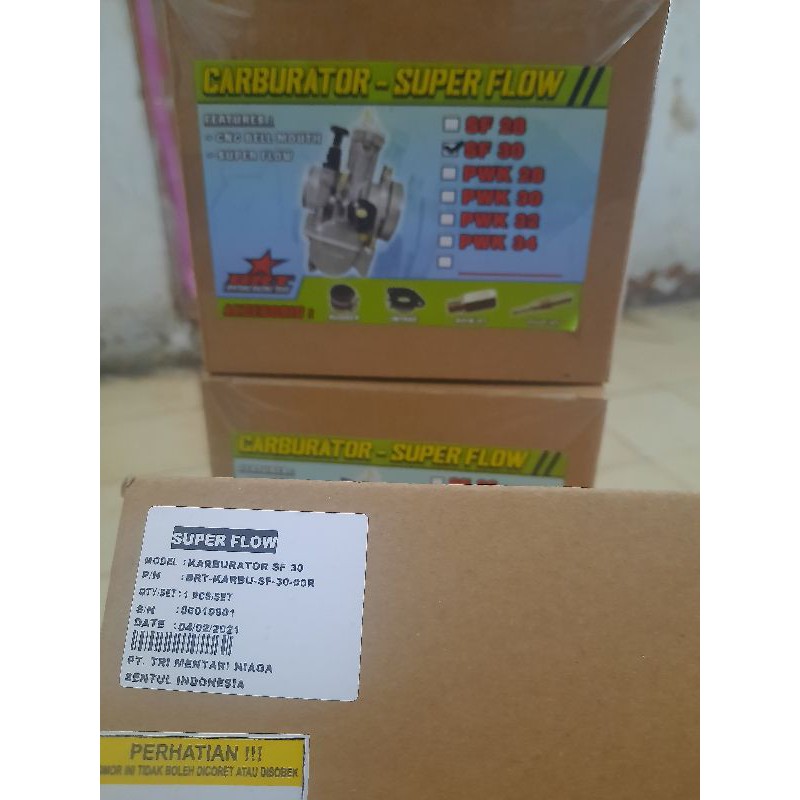 CARBURATOR - SUPER FLOW //
FEATURES :
- CNC BELL MOUTH
- SUPER FLOW
SF 28
SF 30
PWK 28
PWK 30
PWK 32
PWK 34
BRT
ACCESSORIS :
CARBURATOR - SUPER FLOW //
SUPER FLOW
MODEL : KARBURATOR SF 30
P/N : BRT-KARBU-SF-30-00R
QTY/SET : 1 PCS/SET
S/N : 00010901
DATE : 04/02/2021
PT. TRI MENTARI NIAGA
SENTUL INDONESIA
PERHATIAN !!!
NOMOR INI TIDAK BOLEH DICORET ATAU DISOBEK